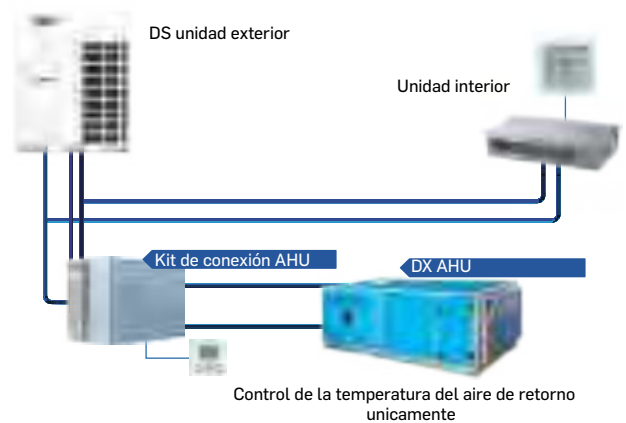 DS unidad exterior
Unidad interior
Kit de conexión AHU
DX AHU
Control de la temperatura del aire de retorno
unicamente